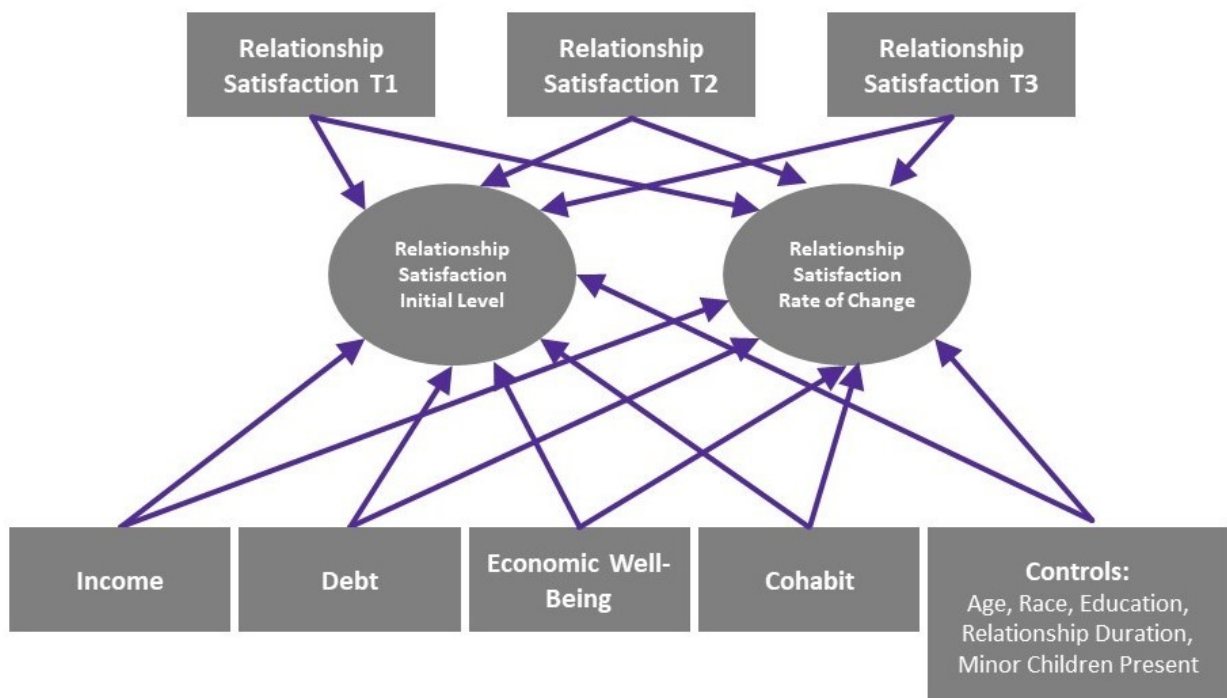 Relationship
Satisfaction T1
Relationship
Satisfaction T2
Relationship
Satisfaction T3
Relationship
Satisfaction
Initial Level
Relationship
Satisfaction
Rate of Change
Income
Debt
Economic Well-
Being
Cohabit
Controls:
Age, Race, Education,
Relationship Duration,
Minor Children Present